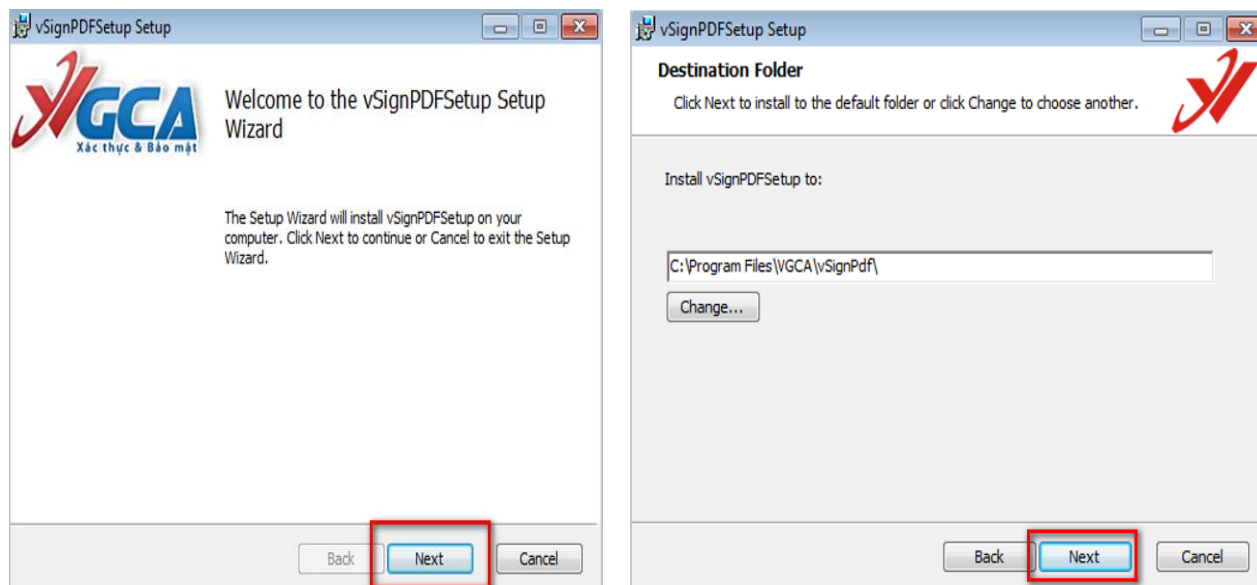 vSignPDFSetup Setup
VGCA
Xác thực & Bảo mật
Welcome to the vSignPDFSetup Setup
Wizard
The Setup Wizard will install vSignPDFSetup on your
computer. Click Next to continue or Cancel to exit the Setup
Wizard.
Back
Next
Cancel
vSignPDFSetup Setup
Destination Folder
Click Next to install to the default folder or click Change to choose another.
Install vSignPDFSetup to:
C:\Program Files\VGCA\vSignPdf\
Change...
Back
Next
Cancel